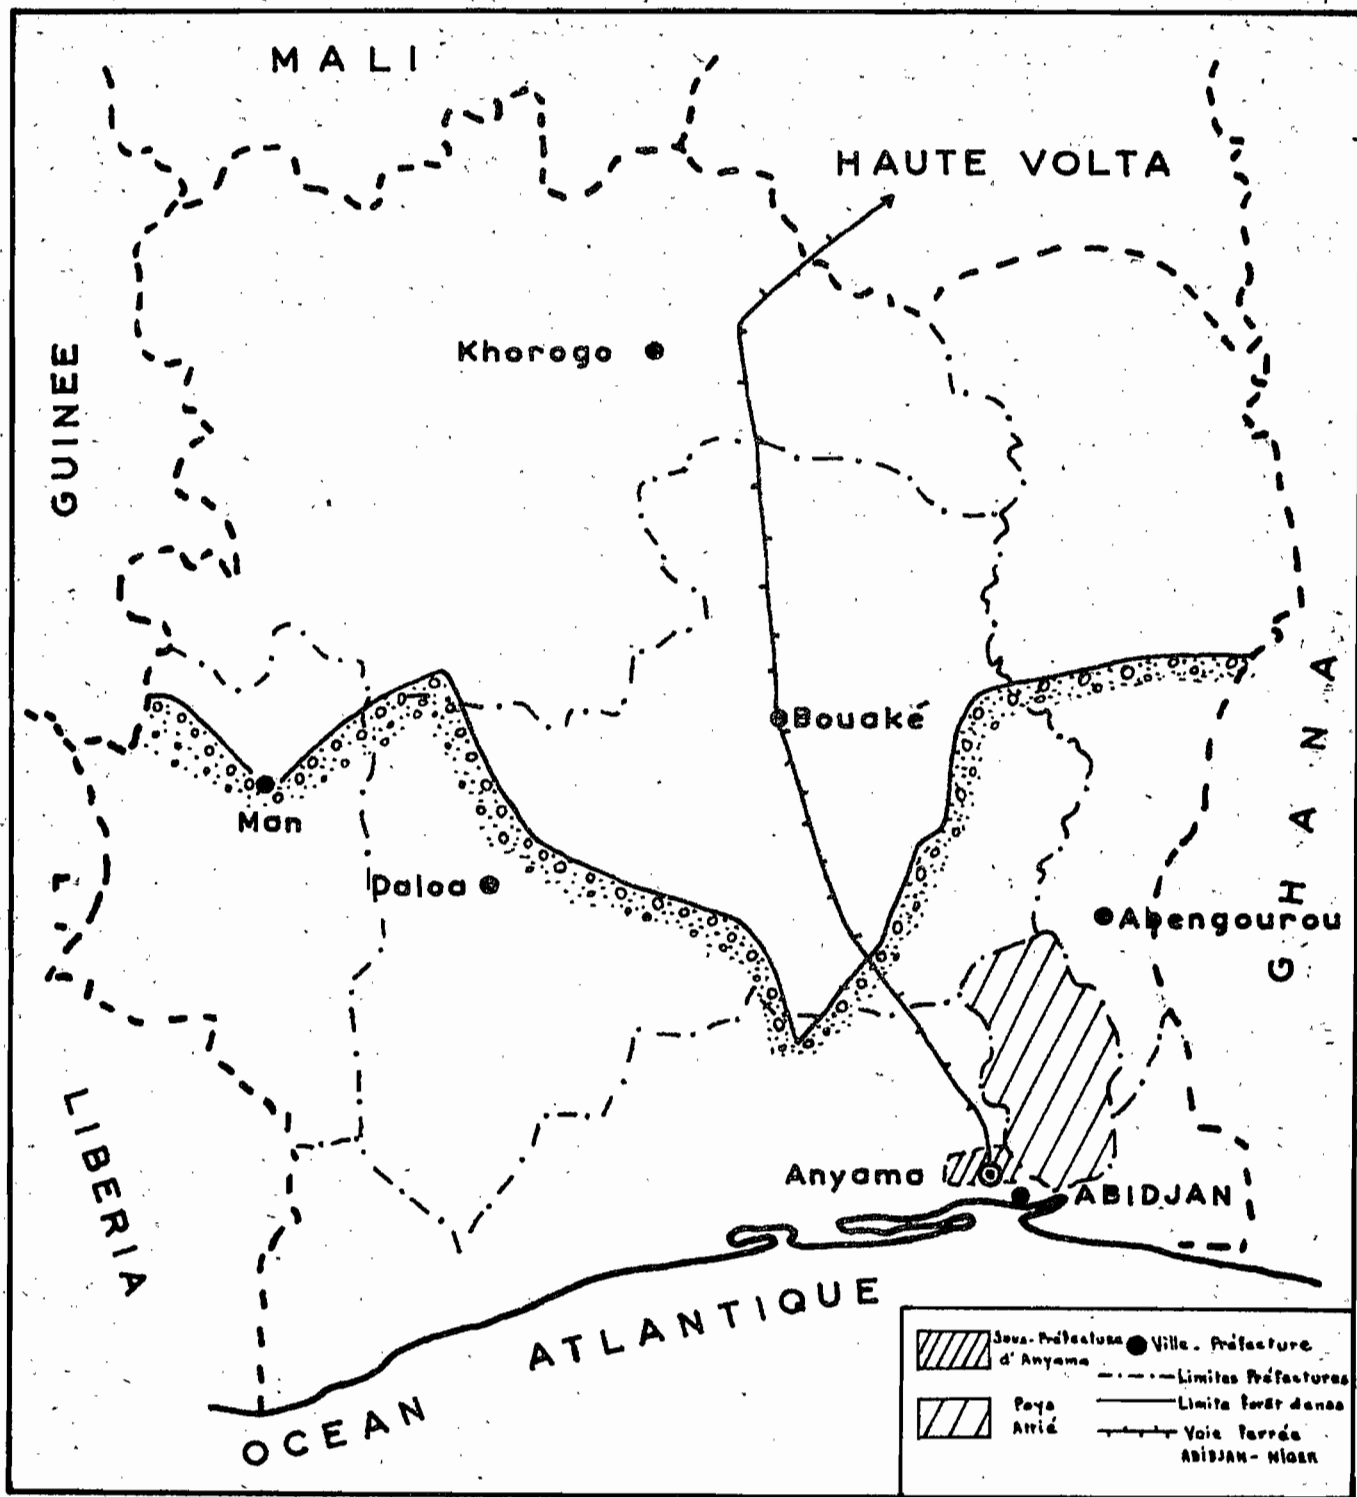 MALI
HAUTE VOLTA
Khorogo
GUINEE
Bouaké
GHANA
Man
Daloa
Abengourou
LIBERIA
Anyama
ABIDJAN
OCEAN ATLANTIQUE
Sous-Préfecture
d'Anyama
Ville-Préfecture
Limites Préfectures
Pays
Attié
Limite Forêt dense
Voie Ferrée
ABIDJAN-NIGER